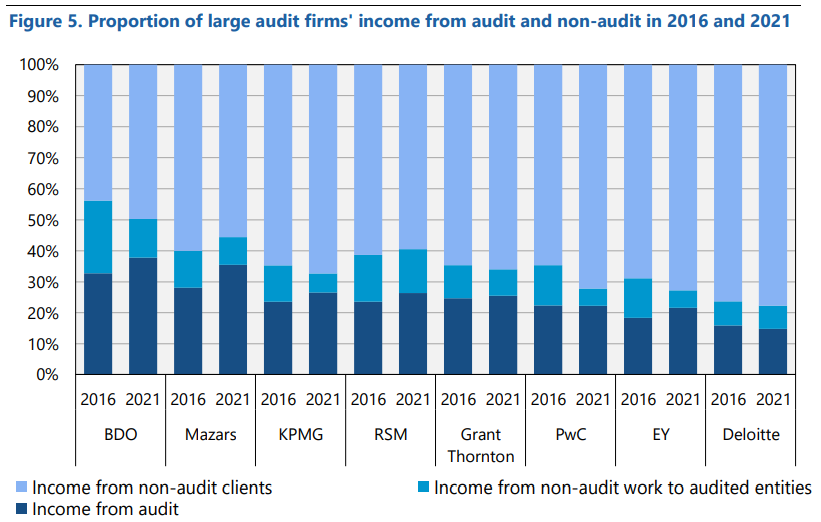 Figure 5. Proportion of large audit firms' income from audit and non-audit in 2016 and 2021
100%
90%
80%
70%
60%
50%
40%
30%
20%
10%
0%
2016 2021 2016 2021 2016 2021 2016 2021 2016 2021 2016 2021 2016 2021 2016 2021
BDO Mazars KPMG RSM Grant PwC EY Deloitte
Thornton
Income from non-audit clients Income from non-audit work to audited entities
Income from audit